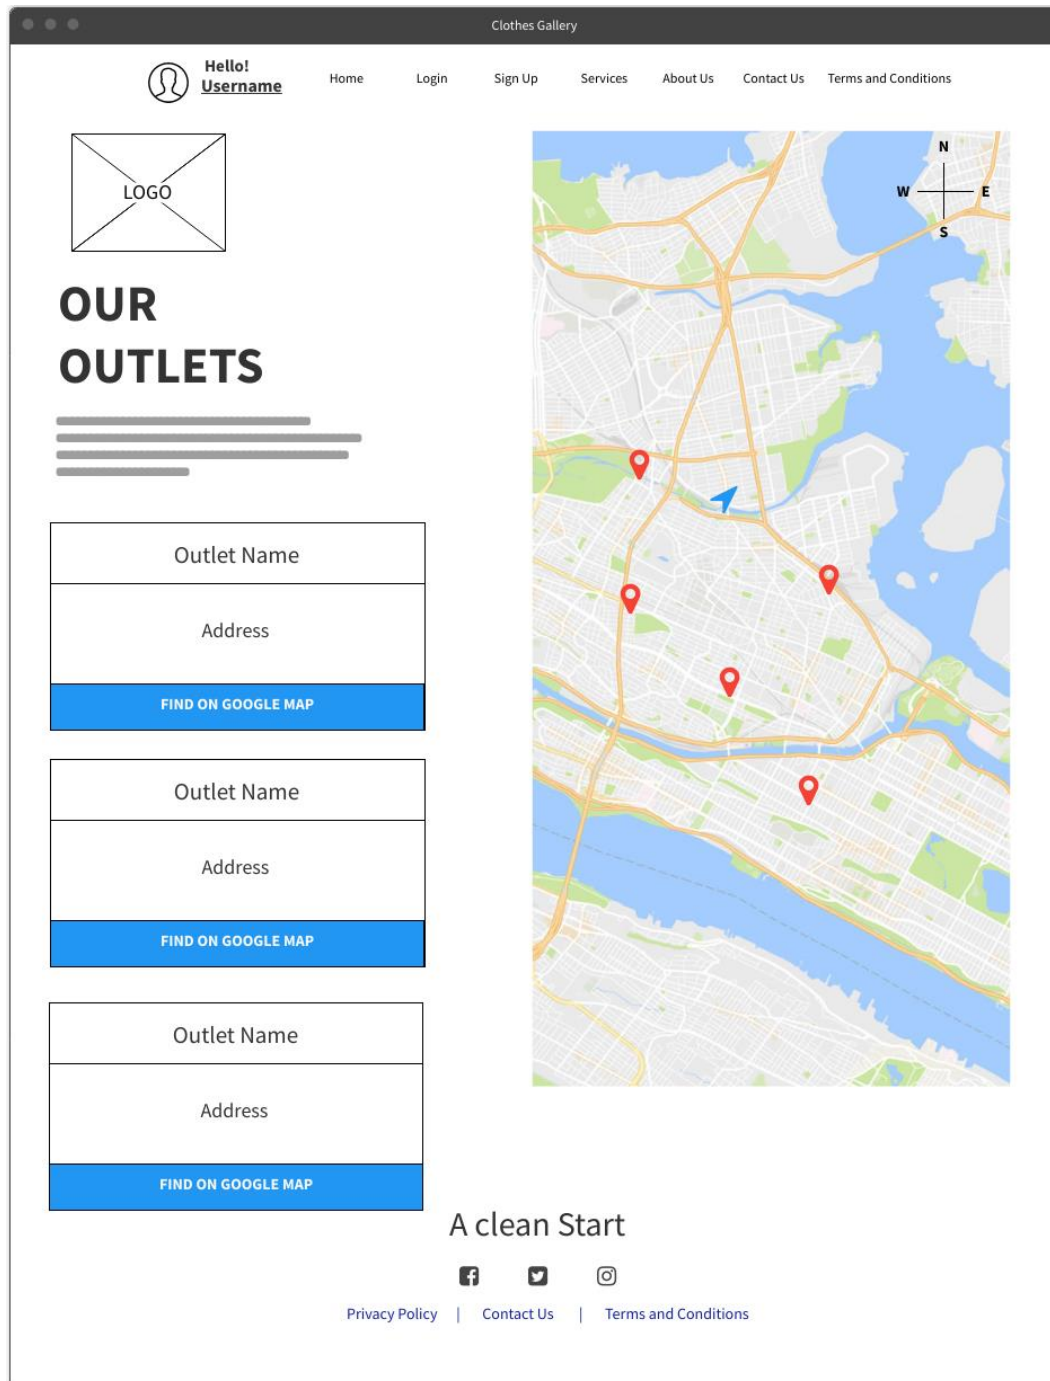 Clothes Gallery
Hello!
Username
Home
Login
Sign Up
Services
About Us
Contact Us
Terms and Conditions
LOGO
OUR
OUTLETS
Outlet Name
Address
FIND ON GOOGLE MAP
Outlet Name
Address
FIND ON GOOGLE MAP
Outlet Name
Address
FIND ON GOOGLE MAP
N
W
E
S
A clean Start
Privacy Policy | Contact Us | Terms and Conditions